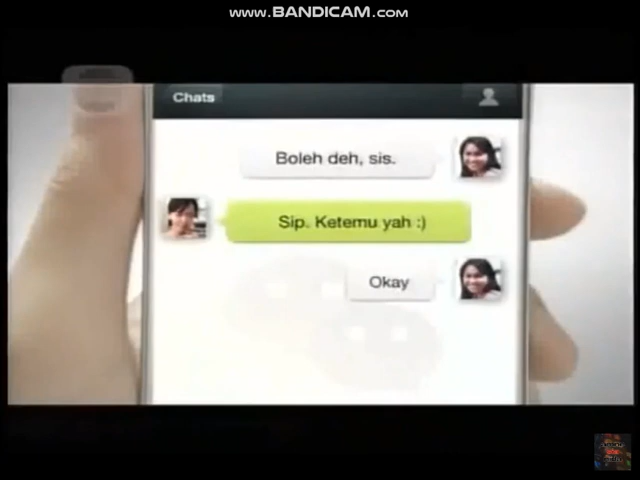 www.BANDICAM.com
Chats
Boleh deh, sis.
Sip. Ketemu yah :)
Okay